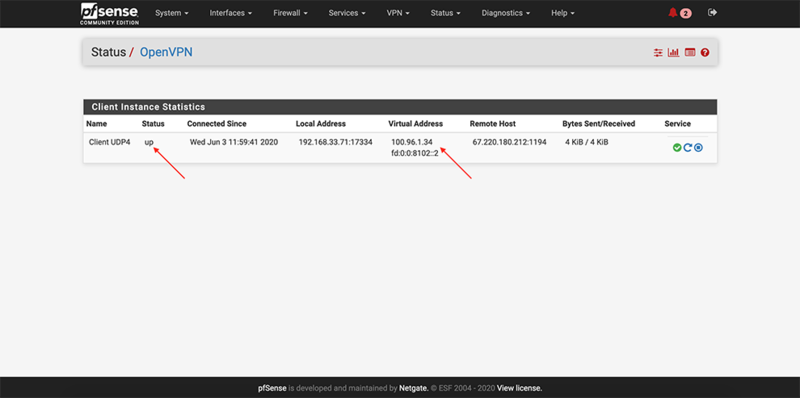 pfsense
COMMUNITY EDITION
System Interfaces Firewall Services VPN Status Diagnostics Help 2
Status / OpenVPN
Client Instance Statistics
Name Status Connected Since Local Address Virtual Address Remote Host Bytes Sent/Received Service
Client UDP4 up Wed Jun 3 11:59:41 2020 192.168.33.71:17334 100.96.1.34 67.220.180.212:1194 4 KiB / 4 KiB
fd:0:0:8102::2
pfSense is developed and maintained by Netgate. © ESF 2004 - 2020 View license.